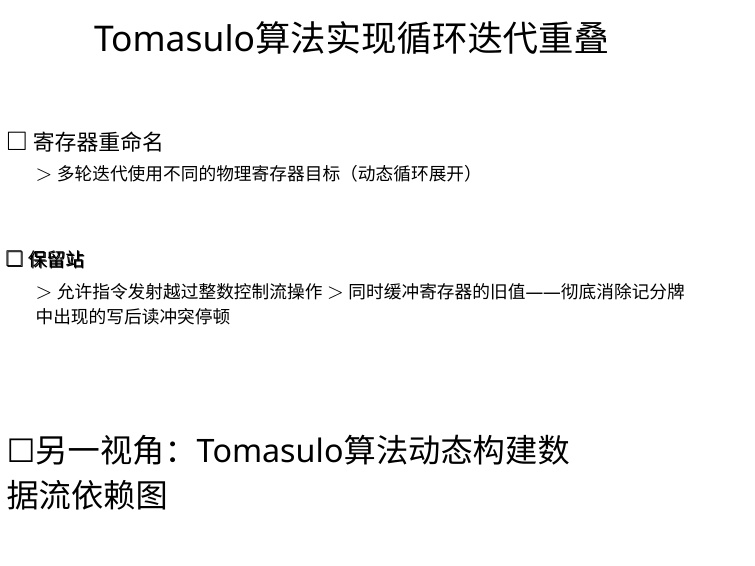 Tomasulo算法实现循环迭代重叠
☐ 寄存器重命名
＞ 多轮迭代使用不同的物理寄存器目标（动态循环展开）
☐ 保留站
＞ 允许指令发射越过整数控制流操作 ＞ 同时缓冲寄存器的旧值——彻底消除记分牌
中出现的写后读冲突停顿
☐另一视角：Tomasulo算法动态构建数
据流依赖图